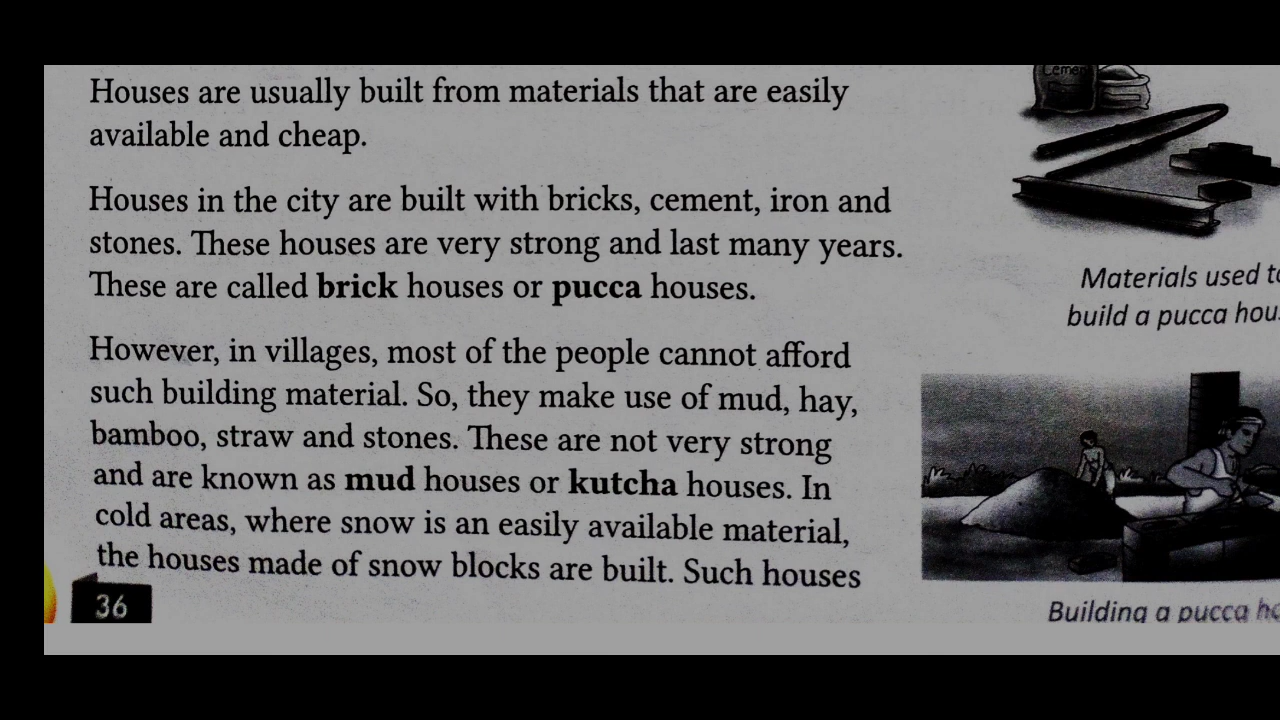 Houses are usually built from materials that are easily
available and cheap.
Houses in the city are built with bricks, cement, iron and
stones. These houses are very strong and last many years.
These are called brick houses or pucca houses.
However, in villages, most of the people cannot afford
such building material. So, they make use of mud, hay,
bamboo, straw and stones. These are not very strong
and are known as mud houses or kutcha houses. In
cold areas, where snow is an easily available material,
the houses made of snow blocks are built. Such houses
36
Materials used
build a pucca
Building a pucca